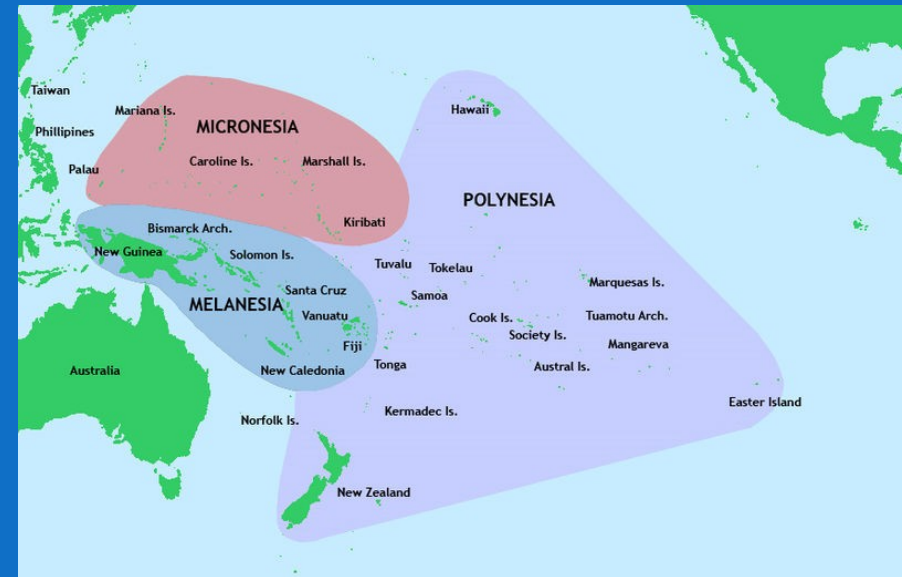 Taiwan
Mariana Is.
Hawaii
MICRONESIA
Phillipines
Caroline Is.
Marshall Is.
Palau
POLYNESIA
Kiribati
Bismarck Arch.
New Guinea
Solomon Is.
Tuvalu
Tokelau
Marquesas Is.
Santa Cruz
Samoa
MELANESIA
Vanuatu
Cook Is.
Tuamotu Arch.
Society Is.
Fiji
Mangareva
Tonga
Austral Is.
Australia
New Caledonia
Easter Island
Kermadec Is.
Norfolk Is.
New Zealand